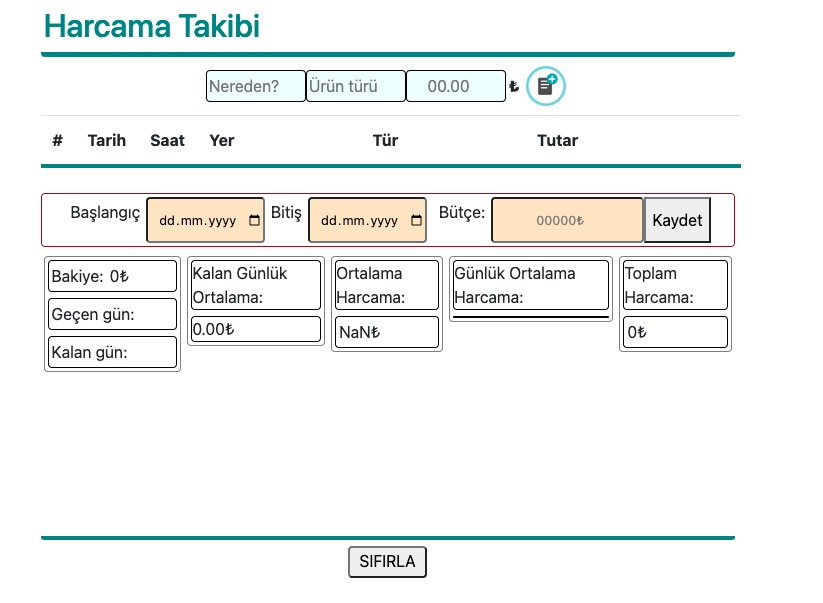 Harcama Takibi
Nereden? Ürün türü 00.00 ₺
# Tarih Saat Yer Tür Tutar
Başlangıç dd.mm.yyyy Bitiş dd.mm.yyyy Bütçe: 00000₺ Kaydet
Bakiye: 0₺
Geçen gün:
Kalan gün:
Kalan Günlük
Ortalama:
0.00₺
Ortalama
Harcama:
NaN₺
Günlük Ortalama
Harcama:
Toplam
Harcama:
0₺
SIFIRLA